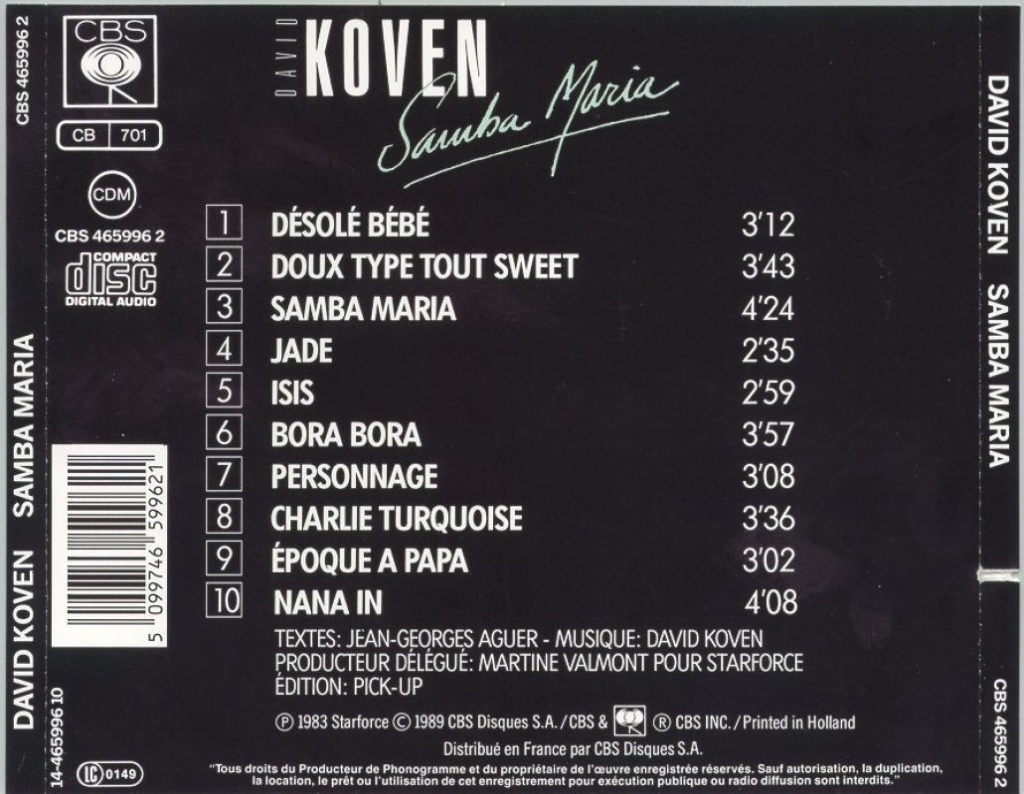 CBS 465996 2
CBS
CB 701
CDM
CBS 465996 2
COMPACT
disc
DIGITAL AUDIO
DAVID KOVEN SAMBA MARIA
5 099746 599621
14-465996 10
LC 0149
DAVID
KOVEN
Samba Maria
1 DÉSOLÉ BÉBÉ 3'12
2 DOUX TYPE TOUT SWEET 3'43
3 SAMBA MARIA 4'24
4 JADE 2'35
5 ISIS 2'59
6 BORA BORA 3'57
7 PERSONNAGE 3'08
8 CHARLIE TURQUOISE 3'36
9 ÉPOQUE A PAPA 3'02
10 NANA IN 4'08
TEXTES: JEAN-GEORGES AGUER - MUSIQUE: DAVID KOVEN
PRODUCTEUR DÉLÉGUÉ: MARTINE VALMONT POUR STARFORCE
ÉDITION: PICK-UP
Ⓟ 1983 Starforce © 1989 CBS Disques S.A./CBS & ® CBS INC./Printed in Holland
Distribué en France par CBS Disques S.A.
"Tous droits du Producteur de Phonogramme et du propriétaire de l'œuvre enregistrée réservés. Sauf autorisation, la duplication,
la location, le prêt ou l'utilisation de cet enregistrement pour exécution publique ou radio diffusion sont interdits."
DAVID KOVEN SAMBA MARIA
CBS 465996 2